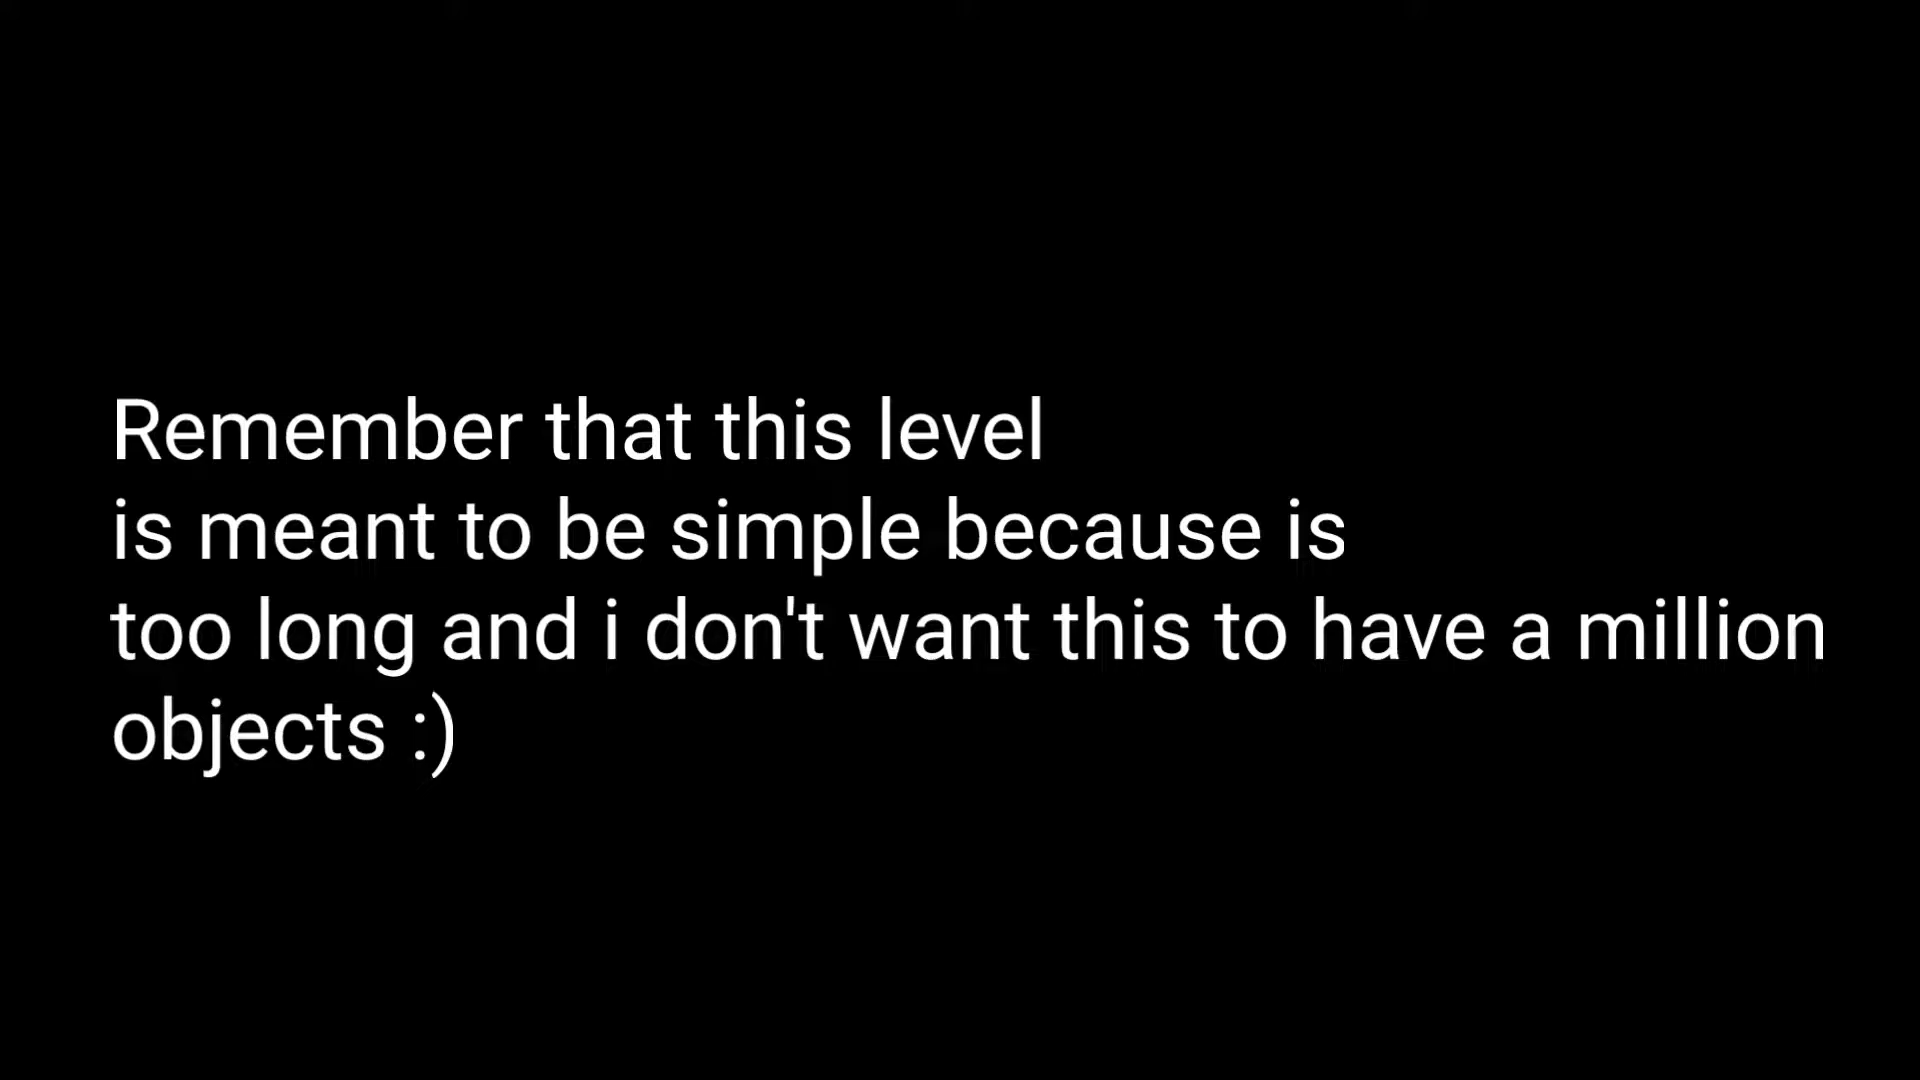 Remember that this level
is meant to be simple because is
too long and i don't want this to have a million
objects :)